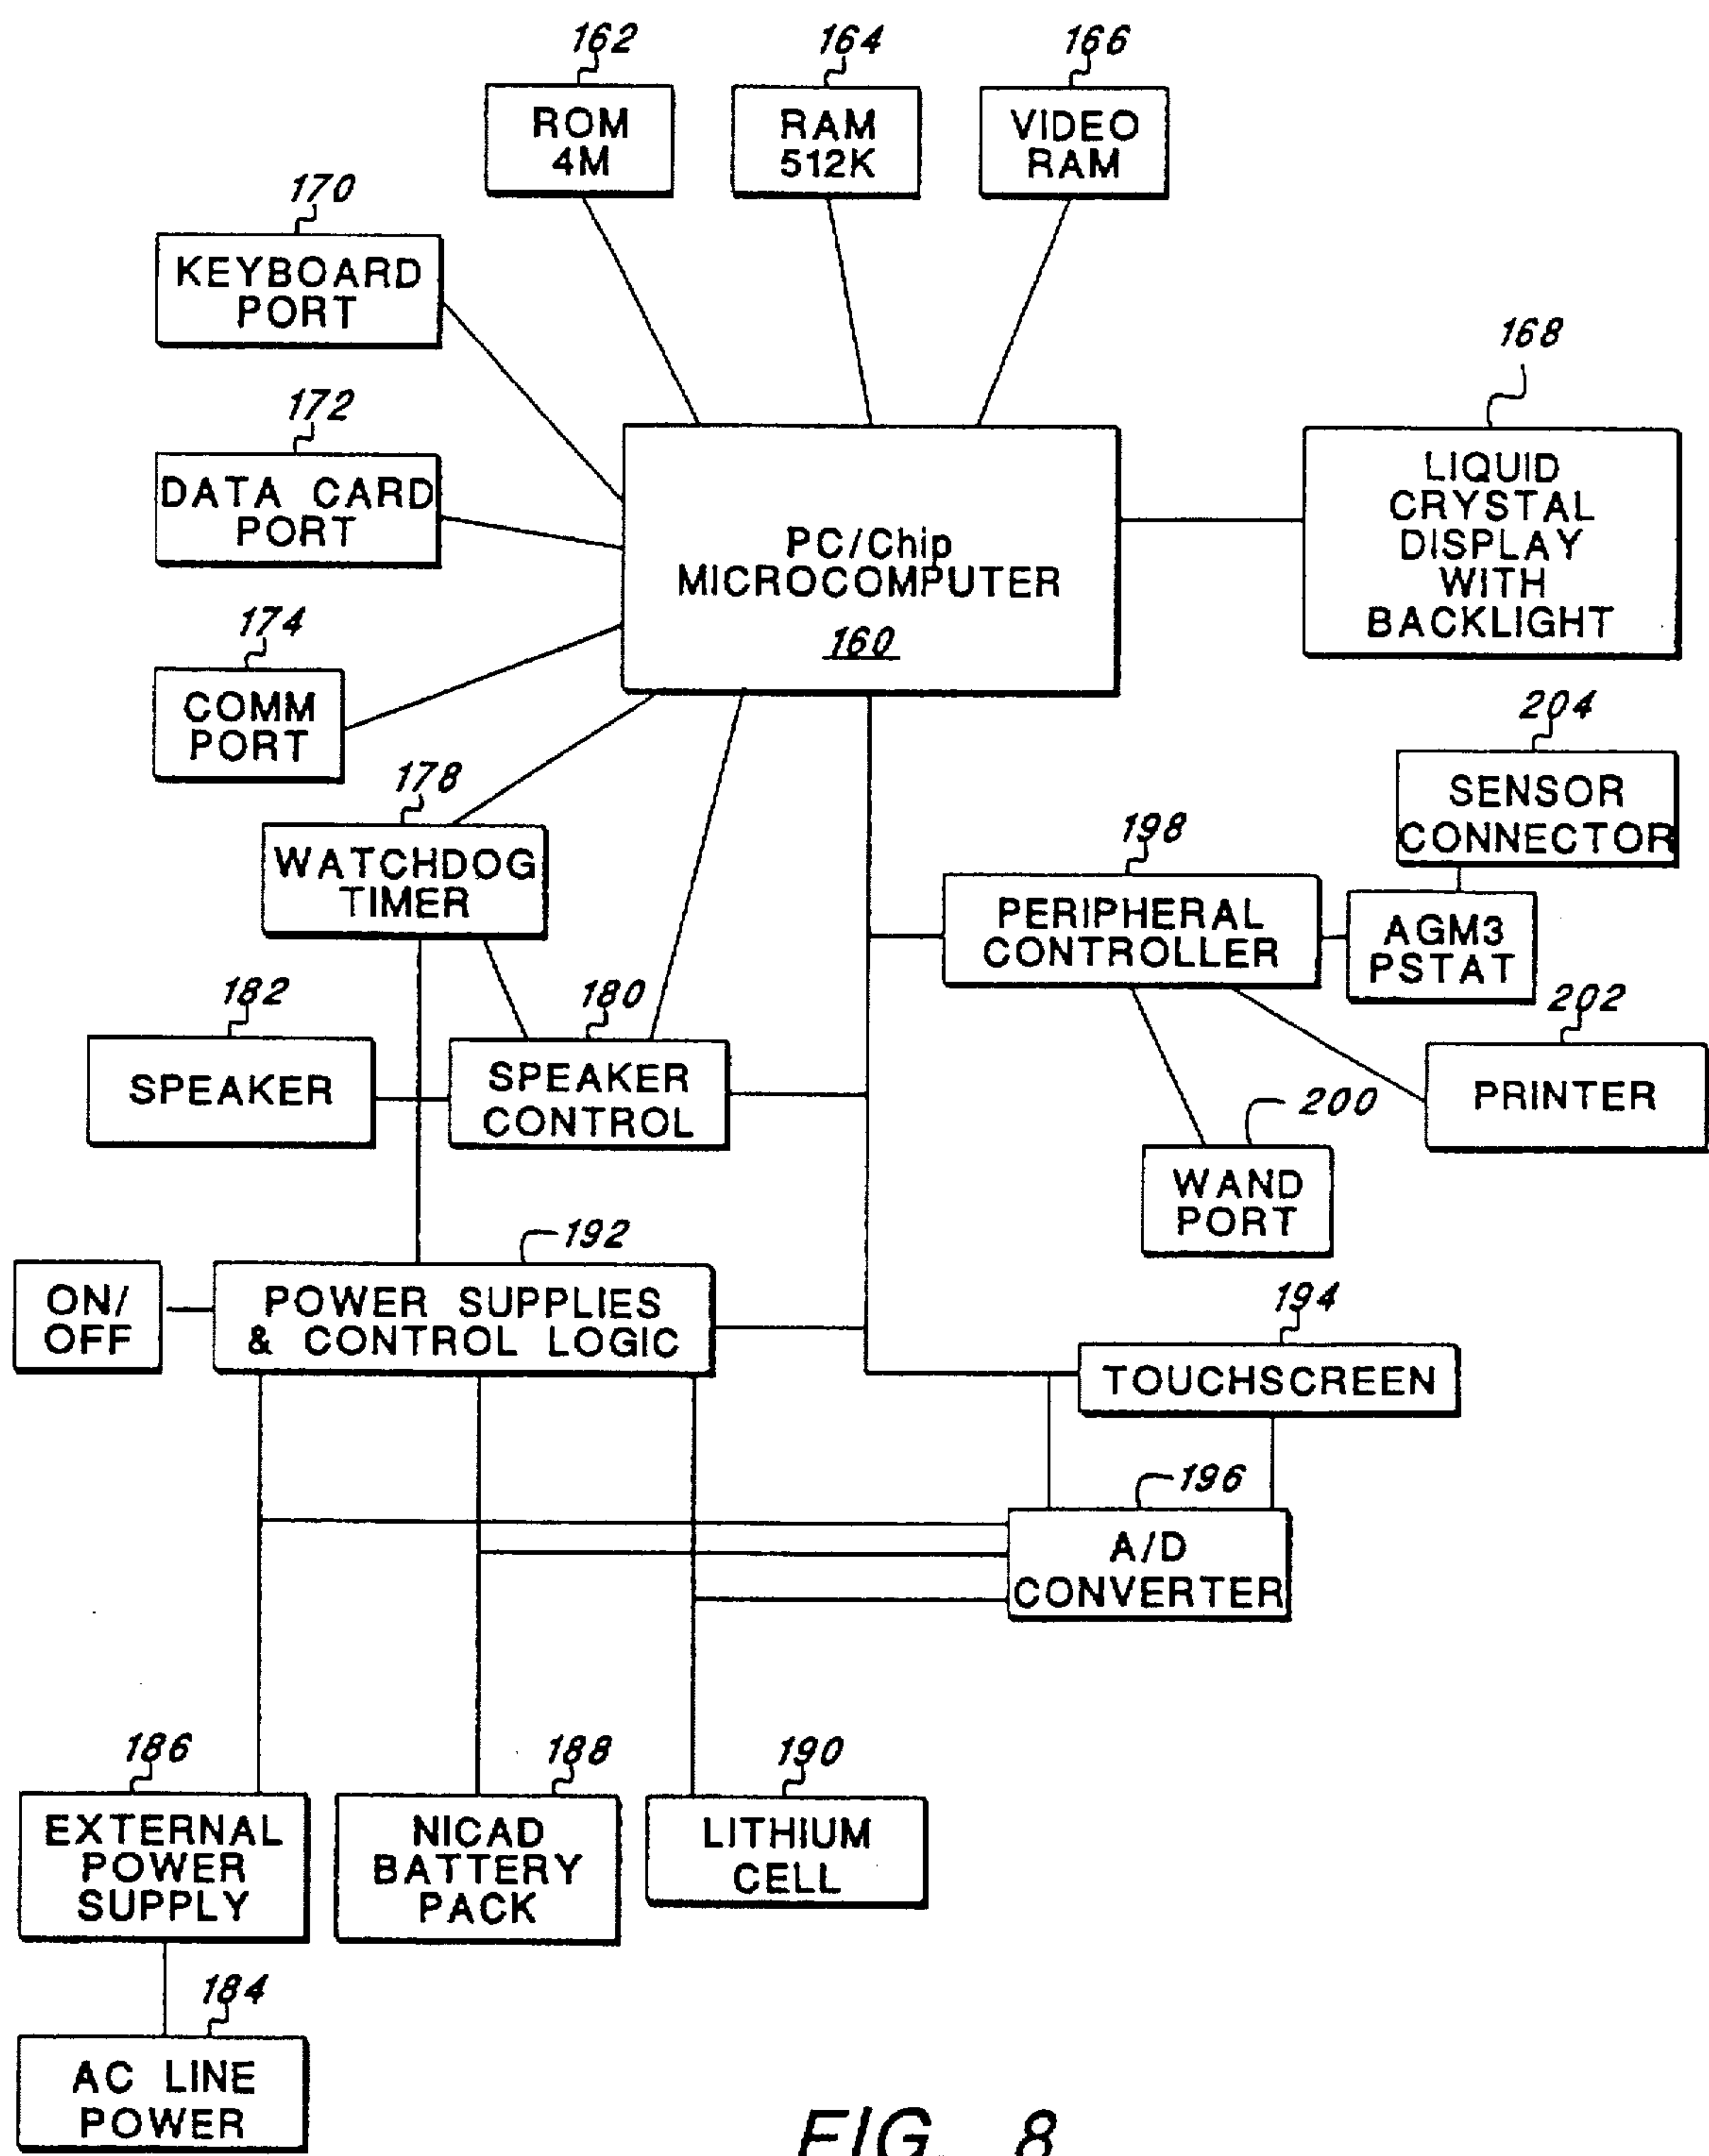 162
164
166
ROM
4M
RAM
512K
VIDEO
RAM
170
KEYBOARD
PORT
168
172
DATA CARD
PORT
LIQUID
CRYSTAL
DISPLAY
WITH
BACKLIGHT
PC/Chip
MICROCOMPUTER
160
174
COMM
PORT
204
SENSOR
CONNECTOR
178
WATCHDOG
TIMER
198
PERIPHERAL
CONTROLLER
AGM3
PSTAT
182
SPEAKER
180
SPEAKER
CONTROL
202
PRINTER
200
WAND
PORT
192
ON/
OFF
POWER SUPPLIES
& CONTROL LOGIC
194
TOUCHSCREEN
196
A/D
CONVERTER
186
EXTERNAL
POWER
SUPPLY
188
NICAD
BATTERY
PACK
190
LITHIUM
CELL
184
AC LINE
POWER
FIG. 8